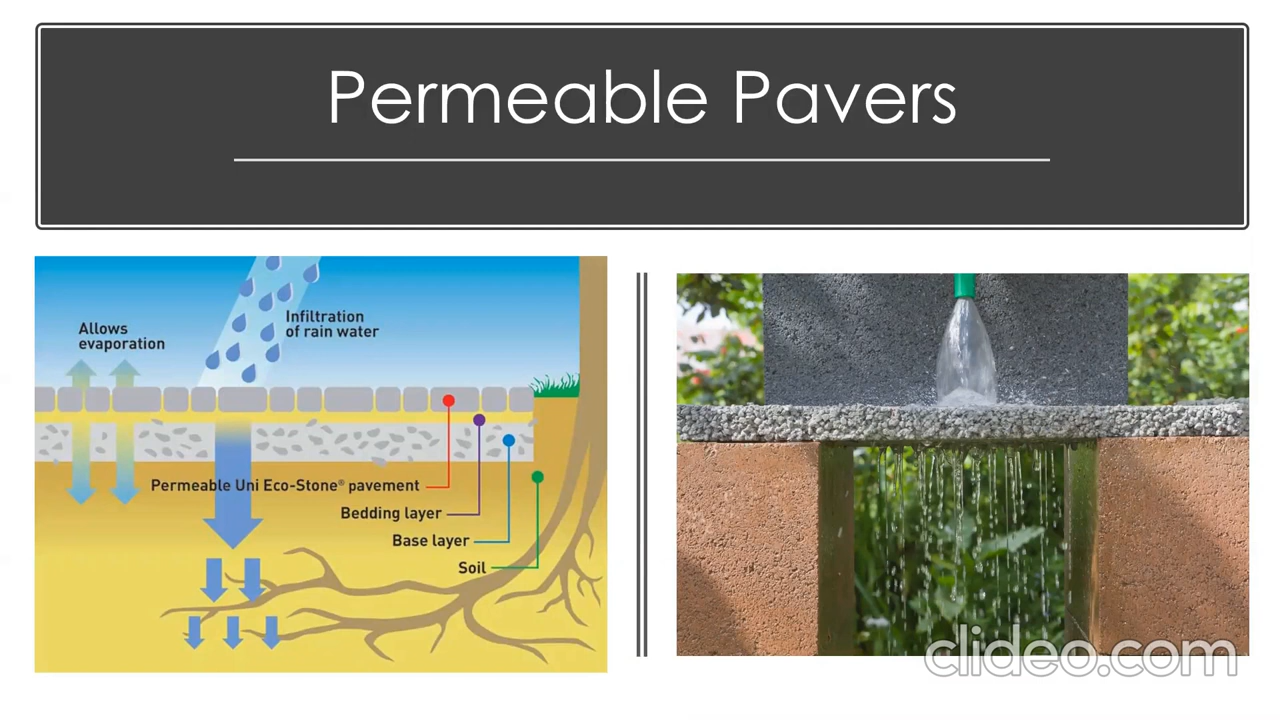 Permeable Pavers
Allows
evaporation
Infiltration
of rain water
Permeable Uni Eco-Stone® pavement
Bedding layer
Base layer
Soil
clideo.com